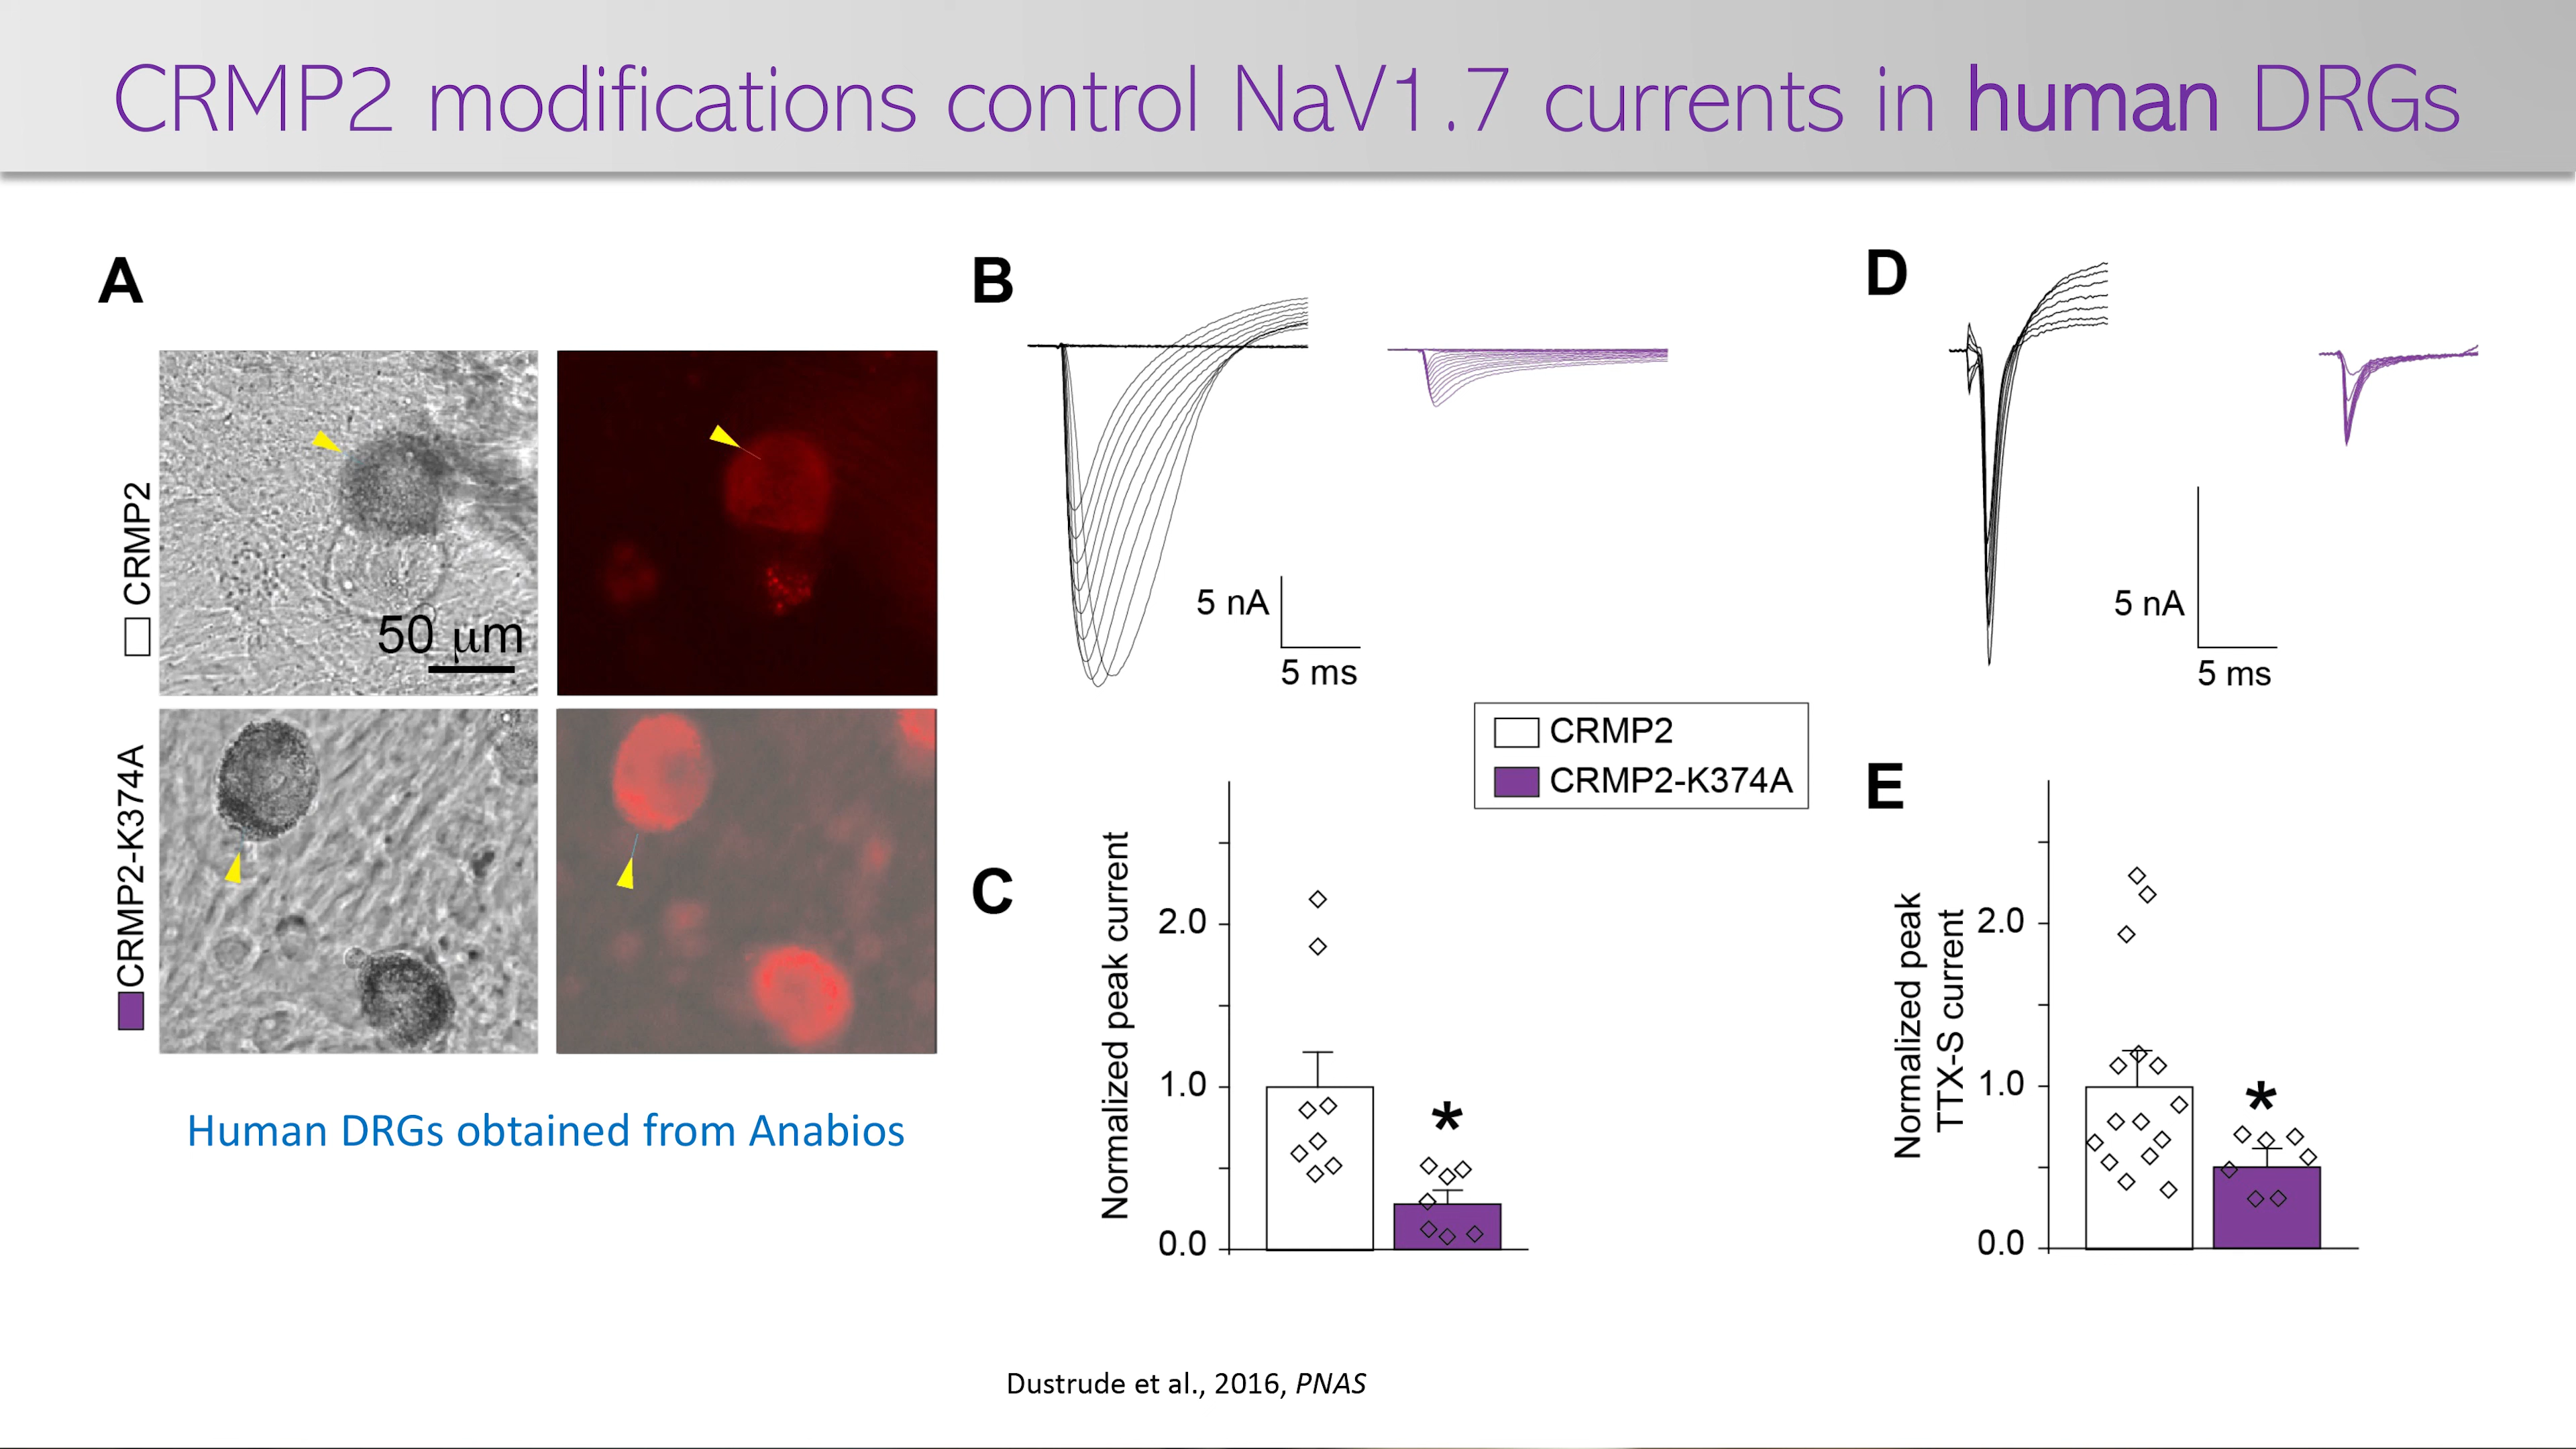 CRMP2 modifications control NaV1.7 currents in human DRGs
A
CRMP2
50 μm
CRMP2-K374A
Human DRGs obtained from Anabios
B
5 nA
5 ms
CRMP2
CRMP2-K374A
C
Normalized peak current
2.0
1.0
0.0
*
D
5 nA
5 ms
E
Normalized peak
TTX-S current
2.0
1.0
0.0
*
Dustrude et al., 2016, PNAS